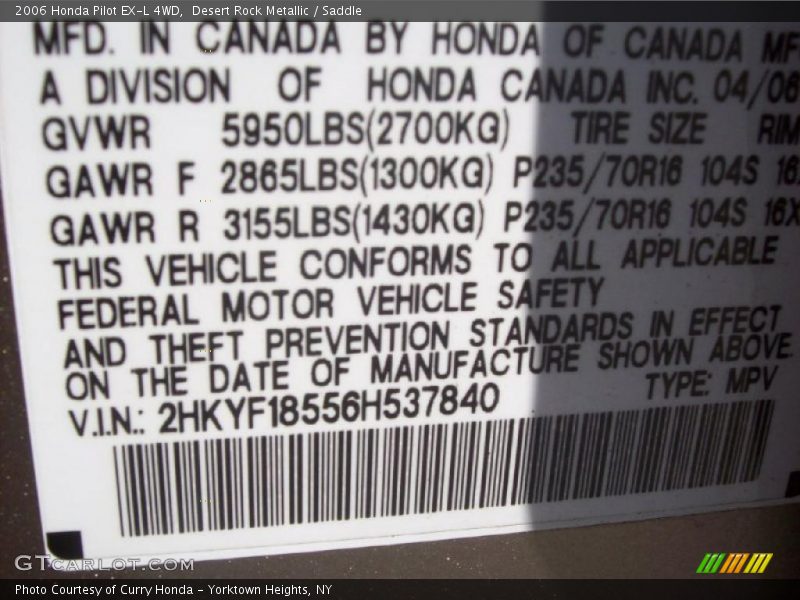 2006 Honda Pilot EX-L 4WD, Desert Rock Metallic / Saddle
MFD. IN CANADA BY HONDA OF CANADA MF
A DIVISION OF HONDA CANADA INC. 04/06
GVWR 5950LBS(2700KG) TIRE SIZE RIM
GAWR F 2865LBS(1300KG) P235/70R16 104S 16
GAWR R 3155LBS(1430KG) P235/70R16 104S 16X
THIS VEHICLE CONFORMS TO ALL APPLICABLE
FEDERAL MOTOR VEHICLE SAFETY
AND THEFT PREVENTION STANDARDS IN EFFECT
ON THE DATE OF MANUFACTURE SHOWN ABOVE.
V.I.N.: 2HKYF18556H537840 TYPE: MPV
GTCARLOT.COM
Photo Courtesy of Curry Honda - Yorktown Heights, NY